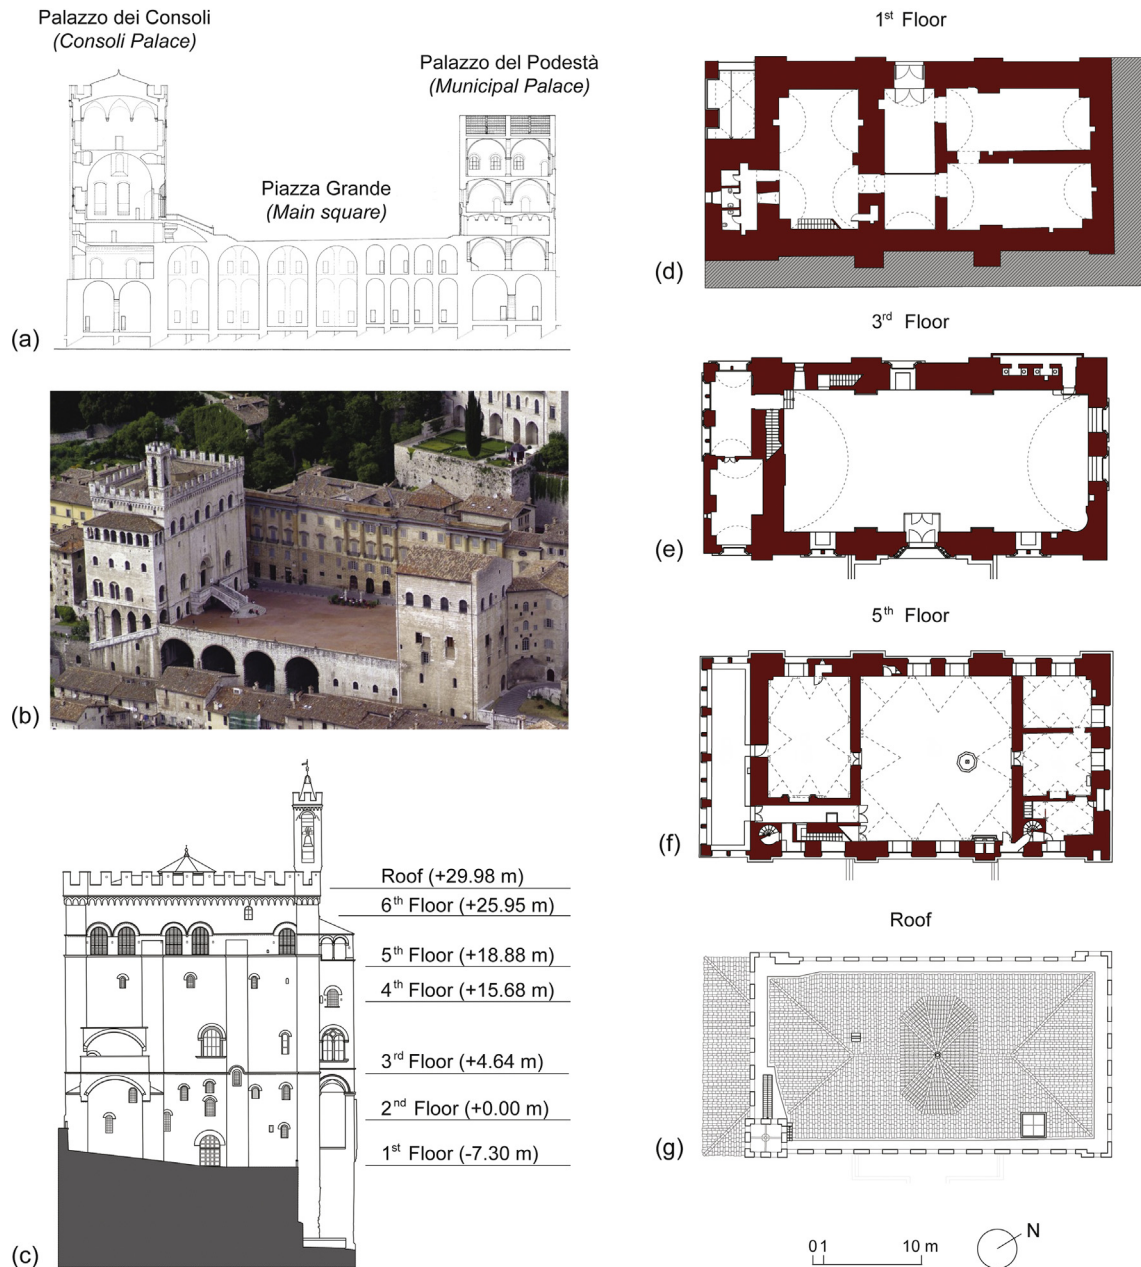 Palazzo dei Consoli
(Consoli Palace)
Palazzo del Podestà
(Municipal Palace)
Piazza Grande
(Main square)
(a)
(b)
Roof (+29.98 m)
6th Floor (+25.95 m)
5th Floor (+18.88 m)
4th Floor (+15.68 m)
3rd Floor (+4.64 m)
2nd Floor (+0.00 m)
1st Floor (-7.30 m)
(c)
1st Floor
(d)
3rd Floor
(e)
5th Floor
(f)
Roof
(g)
0 1 10 m
N